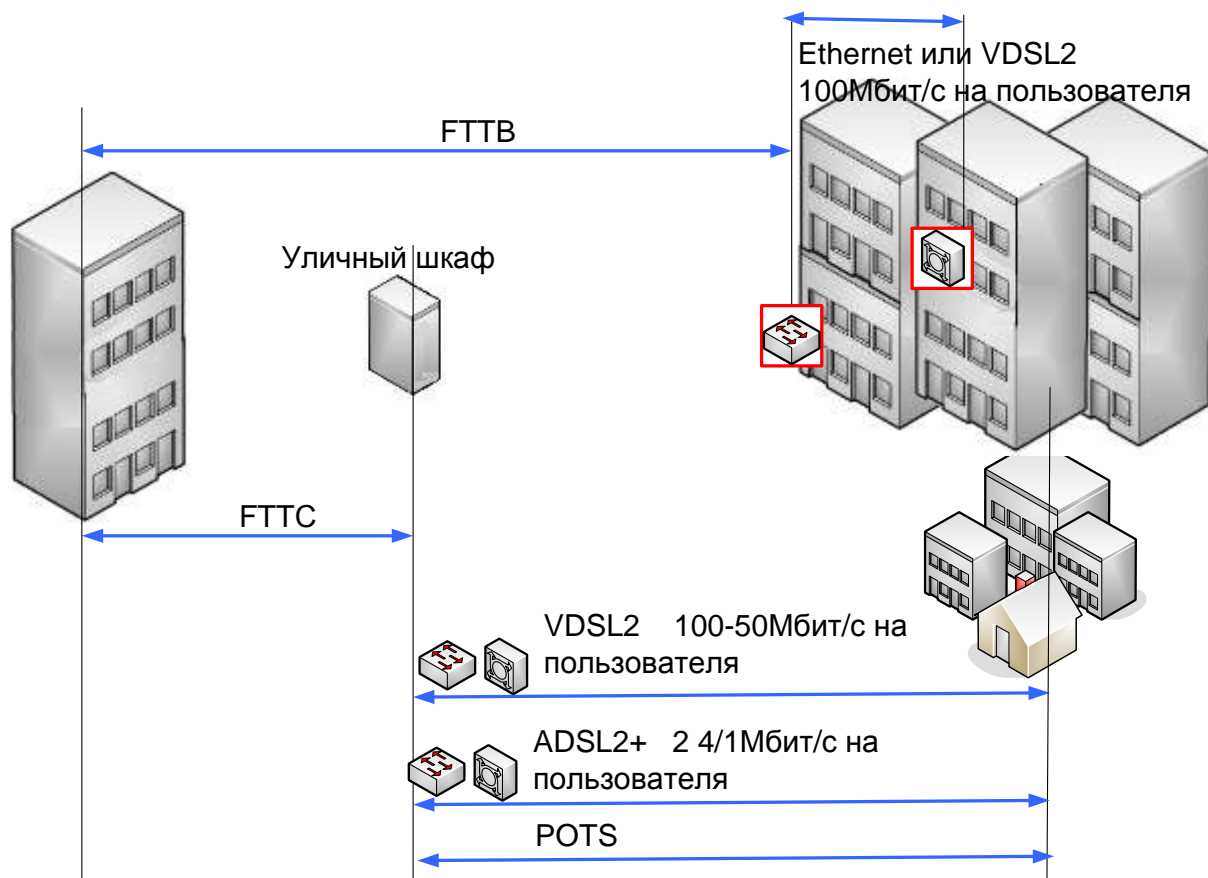 Ethernet или VDSL2
100Мбит/с на пользователя
FTTB
Уличный шкаф
FTTC
VDSL2 100-50Мбит/с на
пользователя
ADSL2+ 2 4/1Мбит/с на
пользователя
POTS